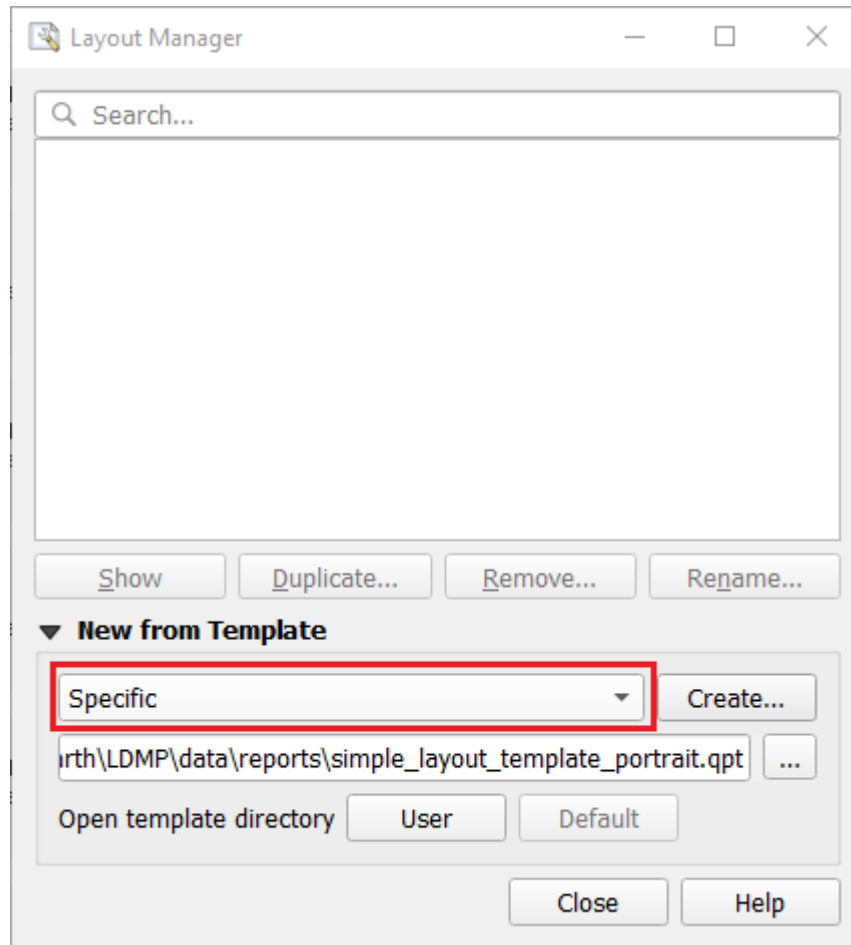 Layout Manager
Search...
Show Duplicate... Remove... Rename...
New from Template
Specific Create...
rth\LDMP\data\reports\simple_layout_template_portrait.qpt ...
Open template directory User Default
Close Help